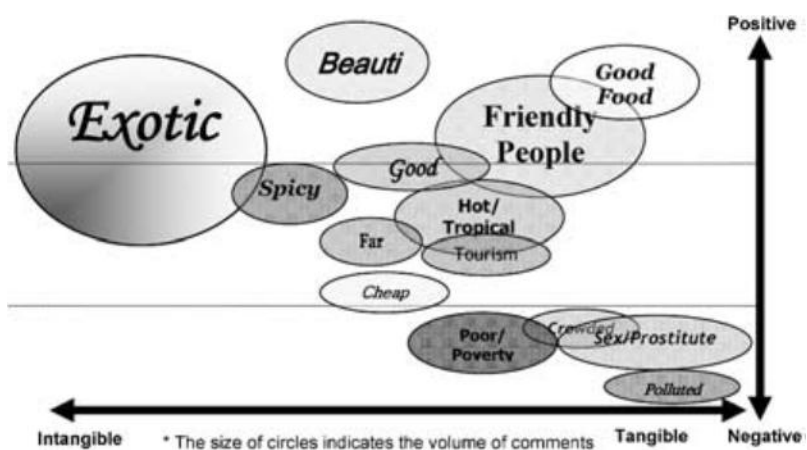 Positive
Beauti
Good
Food
Exotic
Friendly
People
Good
Spicy
Hot/
Tropical
Far
Tourism
Cheap
Crowded
Poor/
Poverty
Sex/Prostitute
Polluted
Intangible
* The size of circles indicates the volume of comments
Tangible
Negative